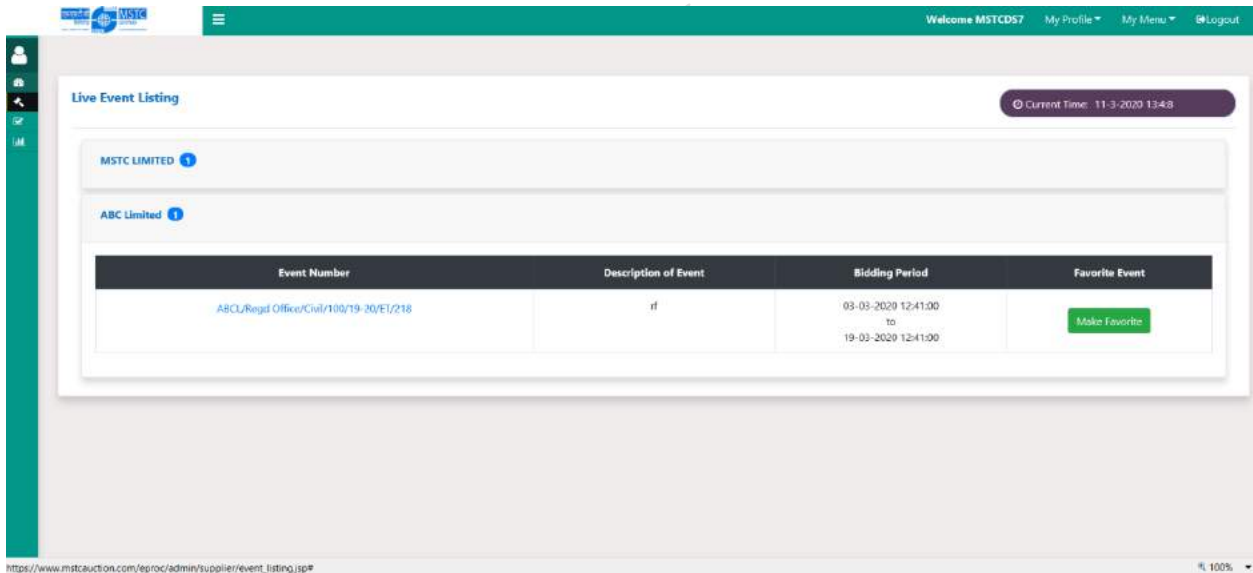 MSTC
Welcome MSTCDS7 My Profile My Menu Logout
Live Event Listing
Current Time: 11-3-2020 13:4:8
MSTC LIMITED 1
ABC Limited 1
Event Number Description of Event Bidding Period Favorite Event
ABCL/Regd Office/Civil/100/19-20/ET/218 rf 03-03-2020 12:41:00 Make Favorite
to
19-03-2020 12:41:00
https://www.mstcauction.com/eproc/admin/supplier/event_listing.jsp# 100%